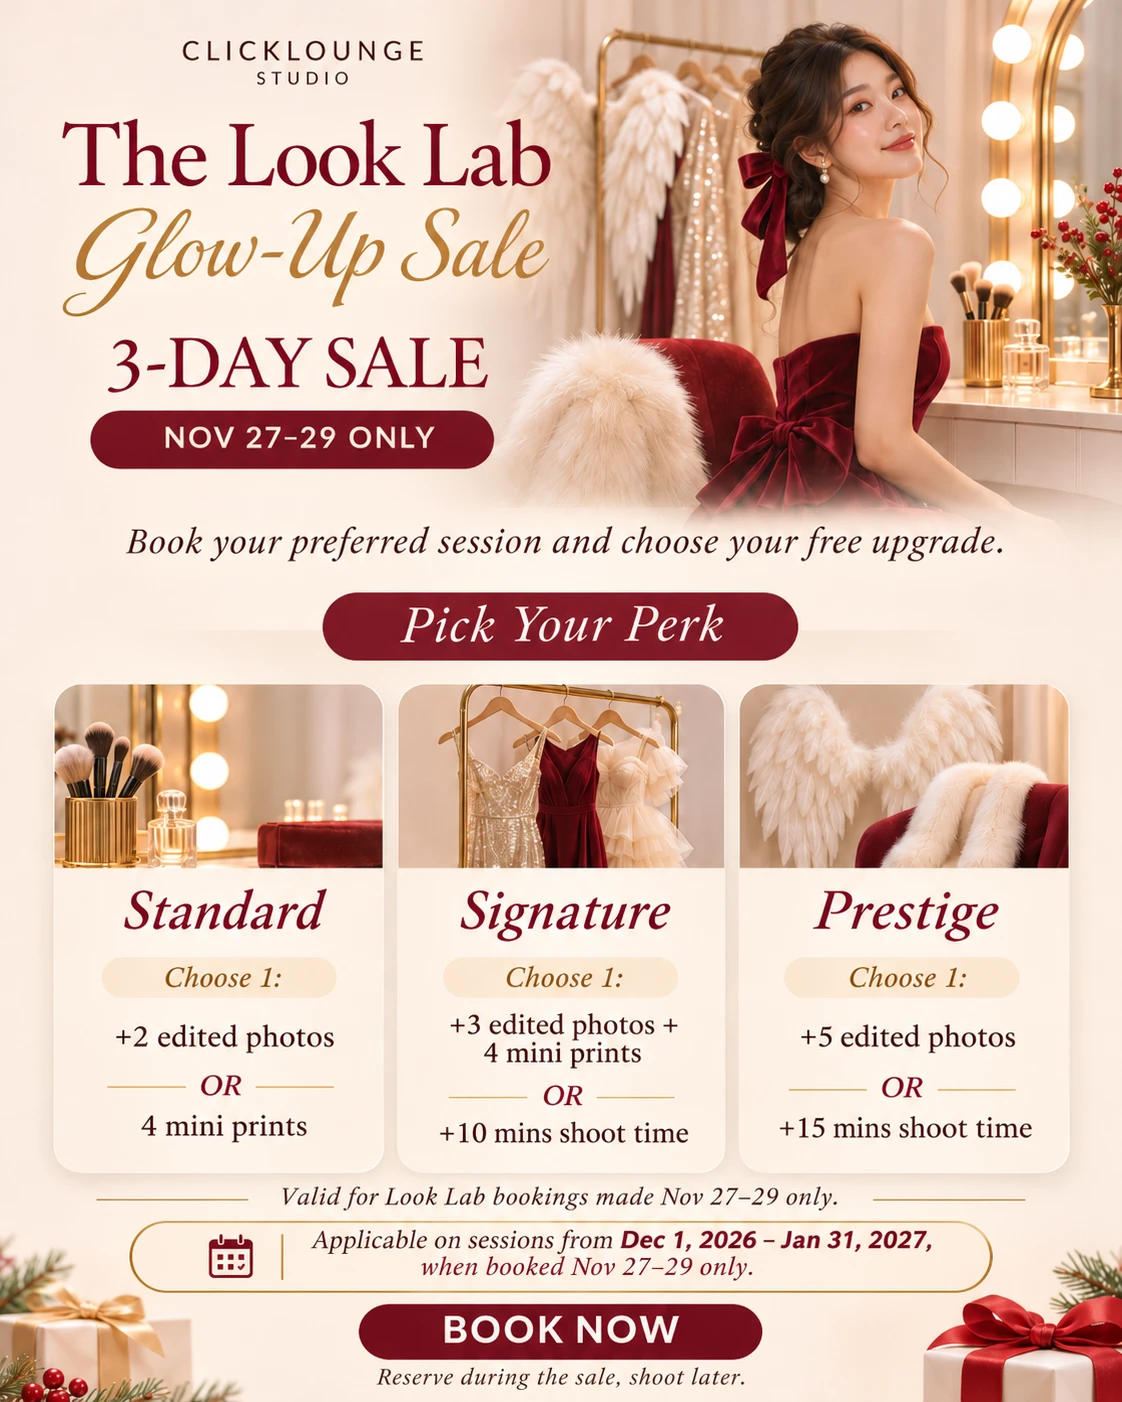 CLICKLOUNGE
STUDIO
The Look Lab
Glow-Up Sale
3-DAY SALE
NOV 27–29 ONLY
Book your preferred session and choose your free upgrade.
Pick Your Perk
Standard
Choose 1:
+2 edited photos
OR
4 mini prints
Signature
Choose 1:
+3 edited photos +
4 mini prints
OR
+10 mins shoot time
Prestige
Choose 1:
+5 edited photos
OR
+15 mins shoot time
Valid for Look Lab bookings made Nov 27–29 only.
Applicable on sessions from Dec 1, 2026 – Jan 31, 2027,
when booked Nov 27–29 only.
BOOK NOW
Reserve during the sale, shoot later.